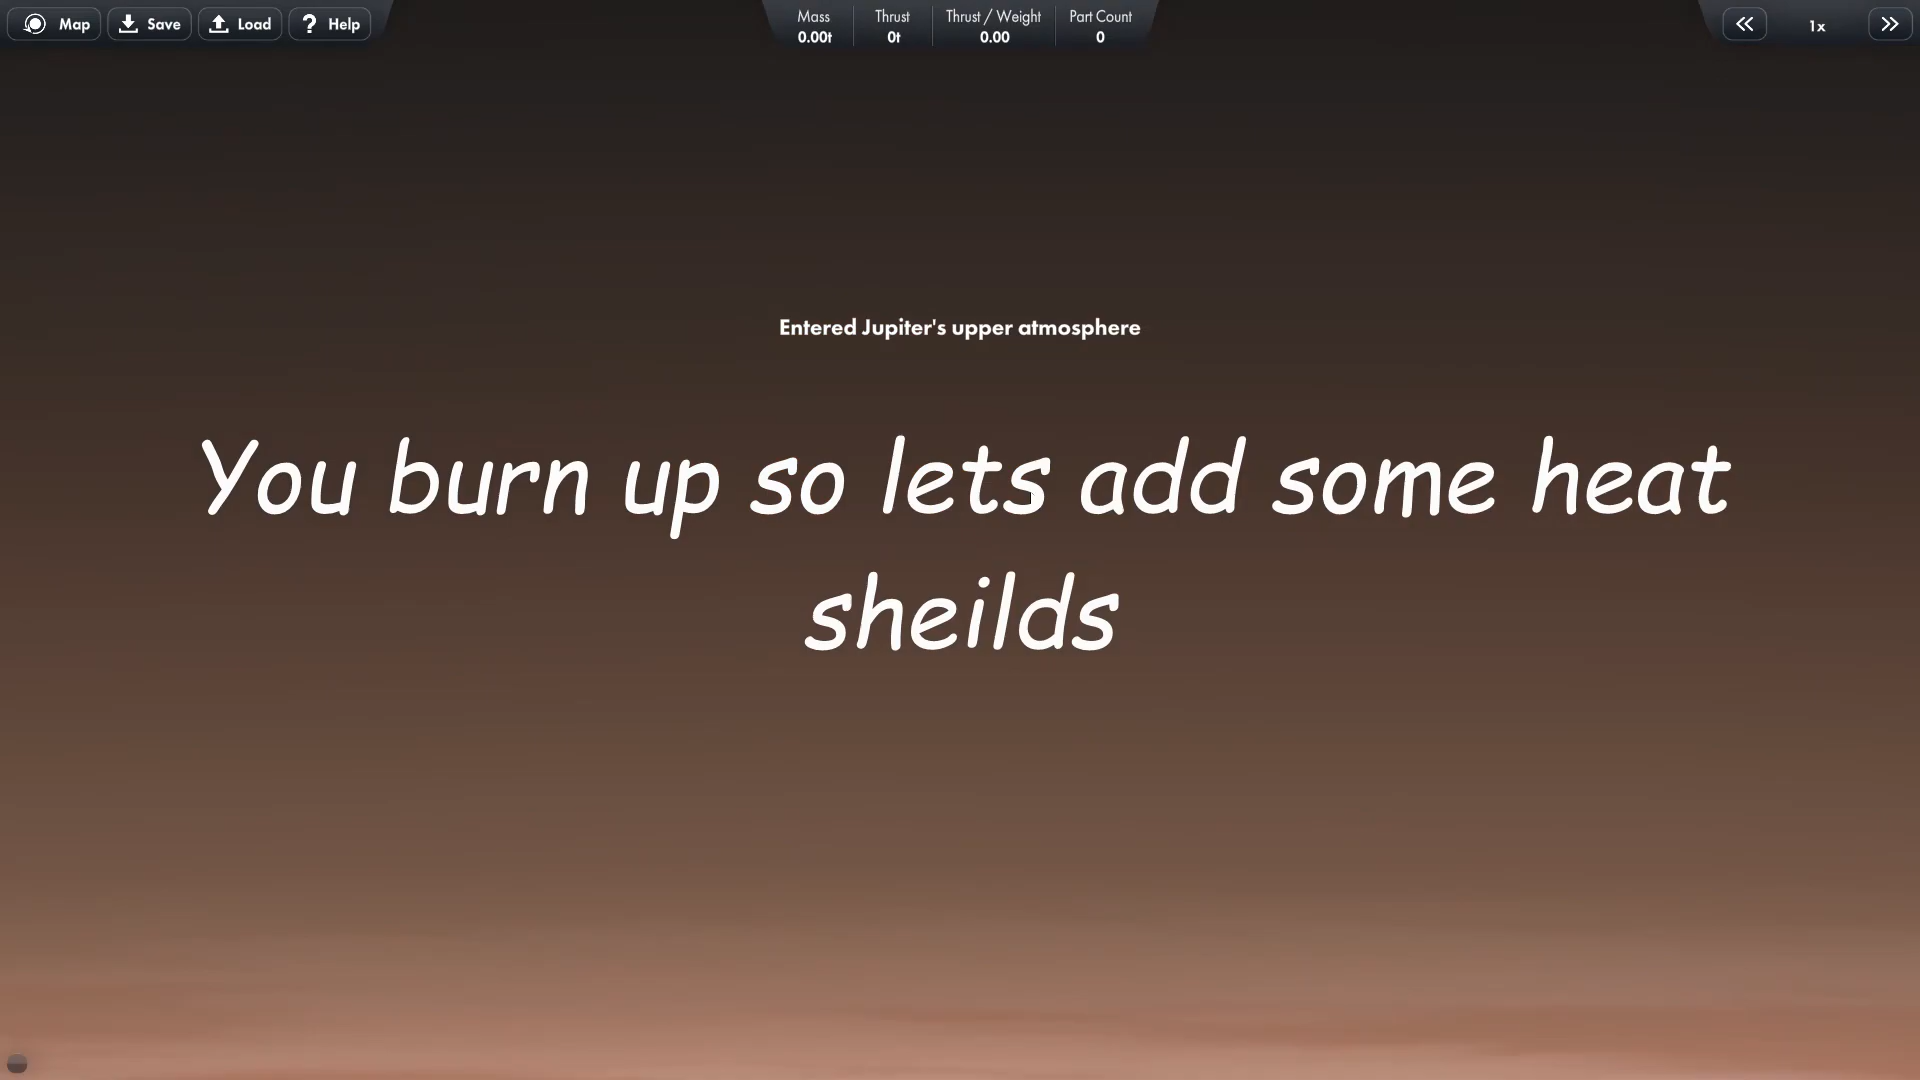 Map Save Load ? Help
Mass Thrust Thrust / Weight Part Count
0.00t 0t 0.00 0
1x
Entered Jupiter's upper atmosphere
You burn up so lets add some heat
sheilds